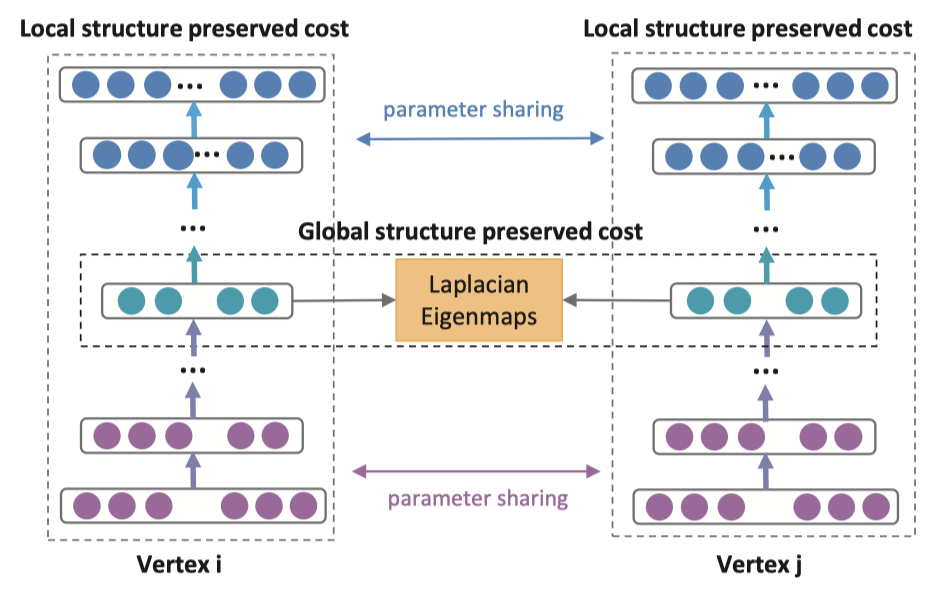 Local structure preserved cost
Local structure preserved cost
...
...
parameter sharing
...
...
...
...
Global structure preserved cost
Laplacian
Eigenmaps
...
...
parameter sharing
Vertex i
Vertex j